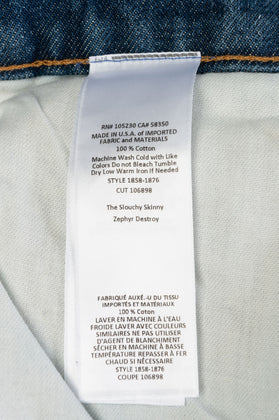 RN# 105230 CA# 58350
MADE IN U.S.A. of IMPORTED
FABRIC and MATERIALS
100 % Cotton
Machine Wash Cold with Like
Colors Do not Bleach Tumble
Dry Low Warm Iron if Needed
STYLE 1858-1876
CUT 106898
The Slouchy Skinny
Zephyr Destroy
FABRIQUÉ AUXÉ.-U DU TISSU
IMPORTÉS ET MATÉRIAUX
100 % Cotton
LAVER EN MACHINE À L'EAU
FROIDE LAVER AVEC COULEURS
SIMILAIRES NE PAS UTILISER
D'AGENT DE BLANCHIMENT
SÉCHER EN MACHINE À BASSE
TEMPÉRATURE REPASSER À FER
CHAUD SI NÉCESSAIRE
STYLE 1858-1876
COUPE 106898